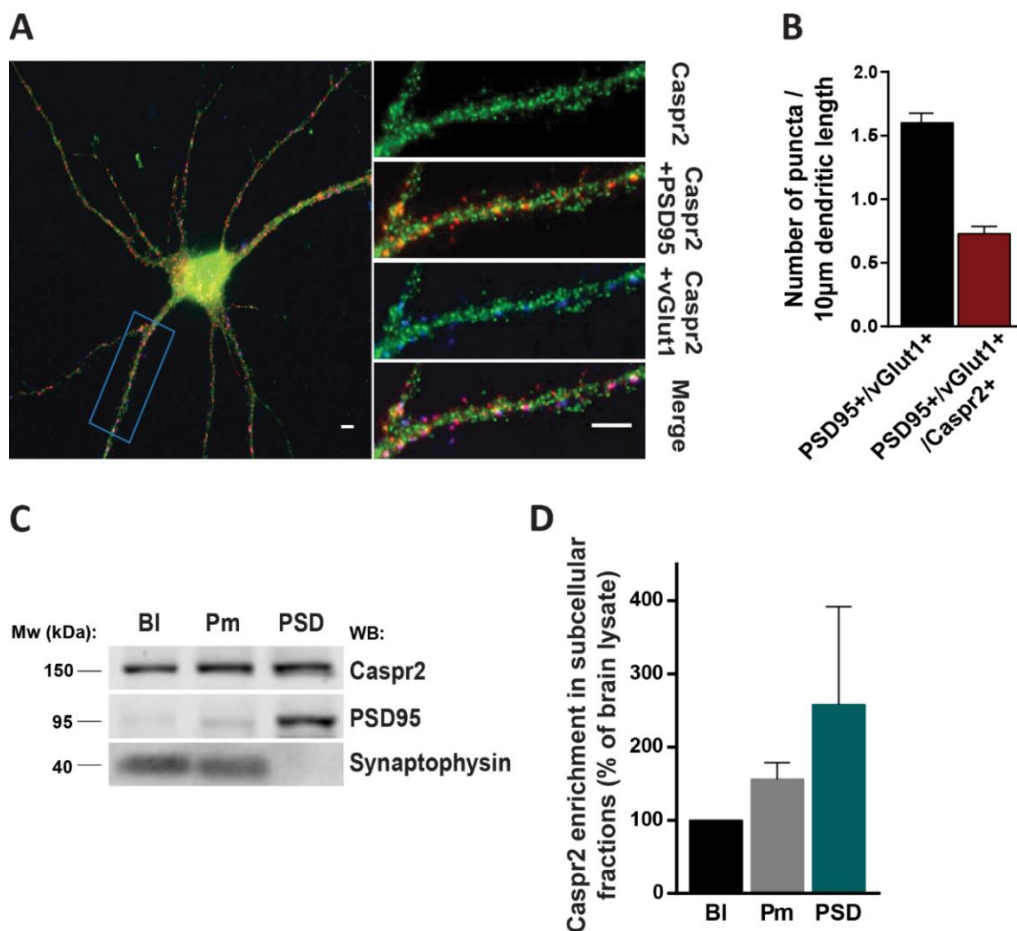 A
Caspr2
Caspr2
+PSD95
Caspr2
+vGlut1
Merge
B
Number of puncta /
10µm dendritic length
2.0
1.5
1.0
0.5
0.0
PSD95+/vGlut1+
PSD95+/vGlut1+
/Caspr2+
C
Mw (kDa):
BI Pm PSD
WB:
150
Caspr2
95
PSD95
40
Synaptophysin
D
Caspr2 enrichment in subcellular
fractions (% of brain lysate)
400
300
200
100
0
BI Pm PSD